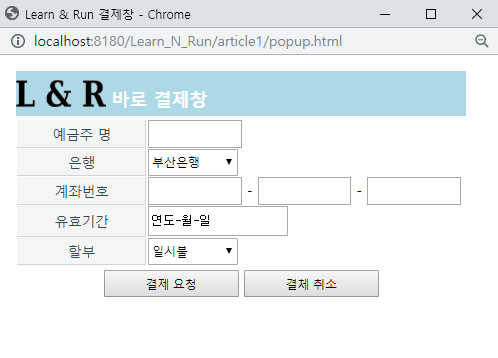 Learn & Run 결제창 - Chrome
localhost:8180/Learn_N_Run/article1/popup.html
L & R 바로 결제창
예금주 명
은행 부산은행
계좌번호 - -
유효기간 연도-월-일
할부 일시불
결제 요청 결체 취소